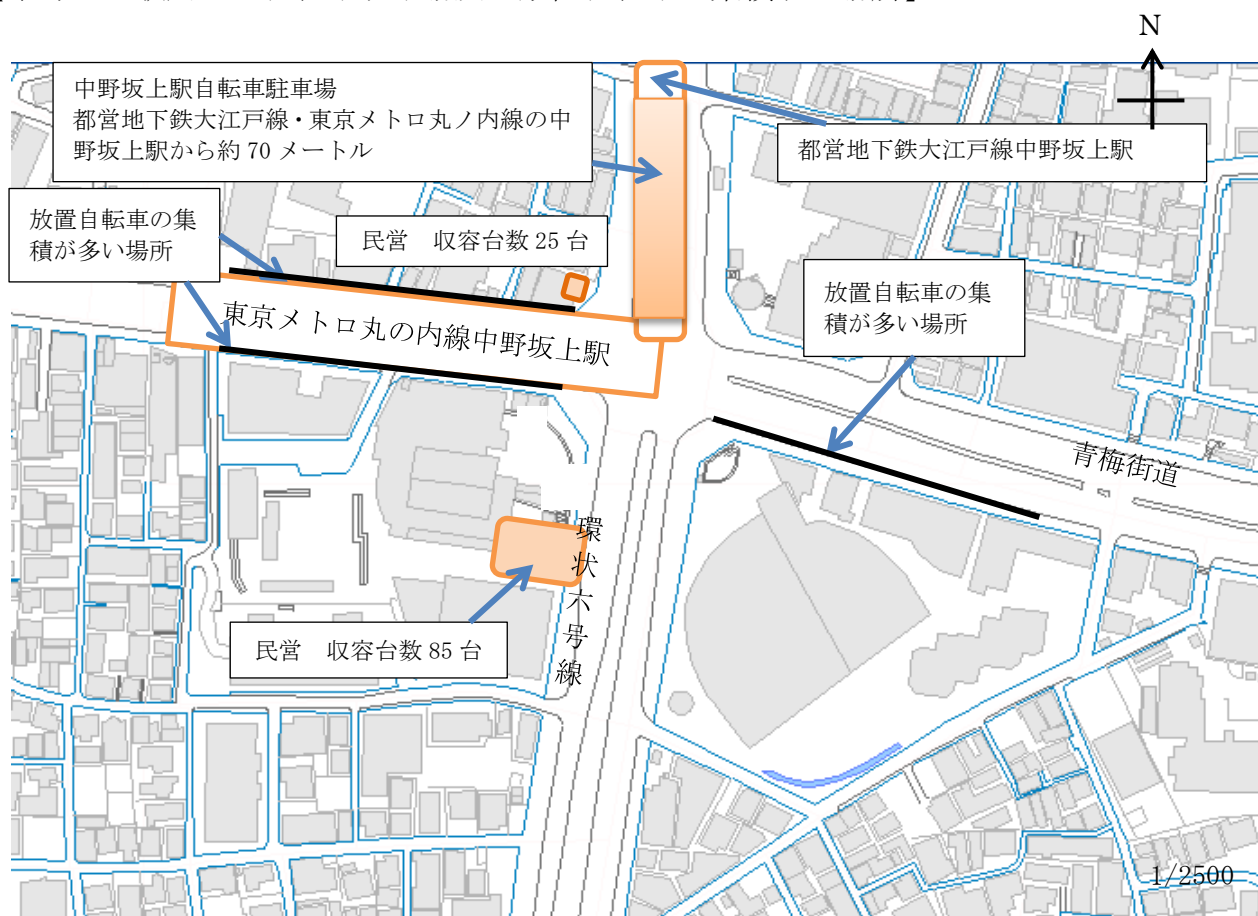 N
中野坂上駅自転車駐車場
都営地下鉄大江戸線・東京メトロ丸ノ内線の中
野坂上駅から約 70 メートル
都営地下鉄大江戸線中野坂上駅
放置自転車の集
積が多い場所
民営　収容台数 25 台
放置自転車の集
積が多い場所
東京メトロ丸の内線中野坂上駅
青梅街道
環状六号線
民営　収容台数 85 台
1/2500